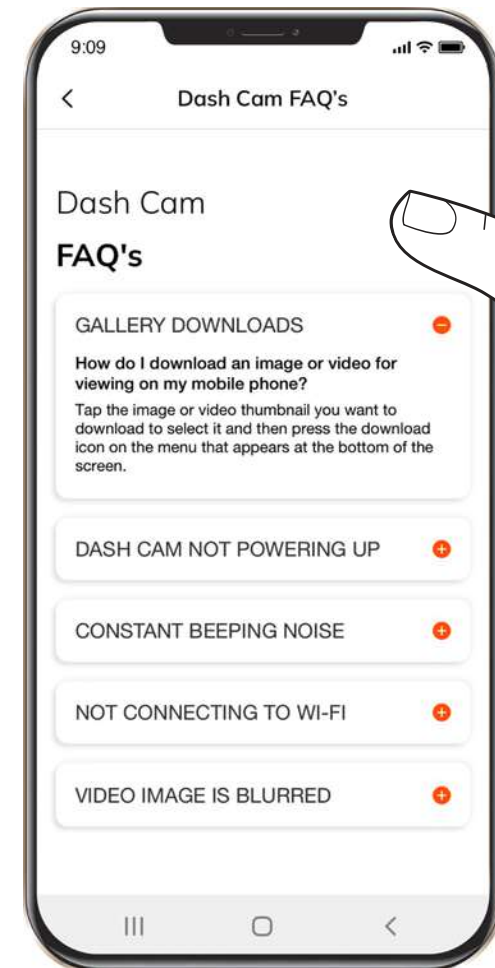 9:09
Dash Cam FAQ's
Dash Cam
FAQ's
GALLERY DOWNLOADS
How do I download an image or video for
viewing on my mobile phone?
Tap the image or video thumbnail you want to
download to select it and then press the download
icon on the menu that appears at the bottom of the
screen.
DASH CAM NOT POWERING UP
CONSTANT BEEPING NOISE
NOT CONNECTING TO WI-FI
VIDEO IMAGE IS BLURRED